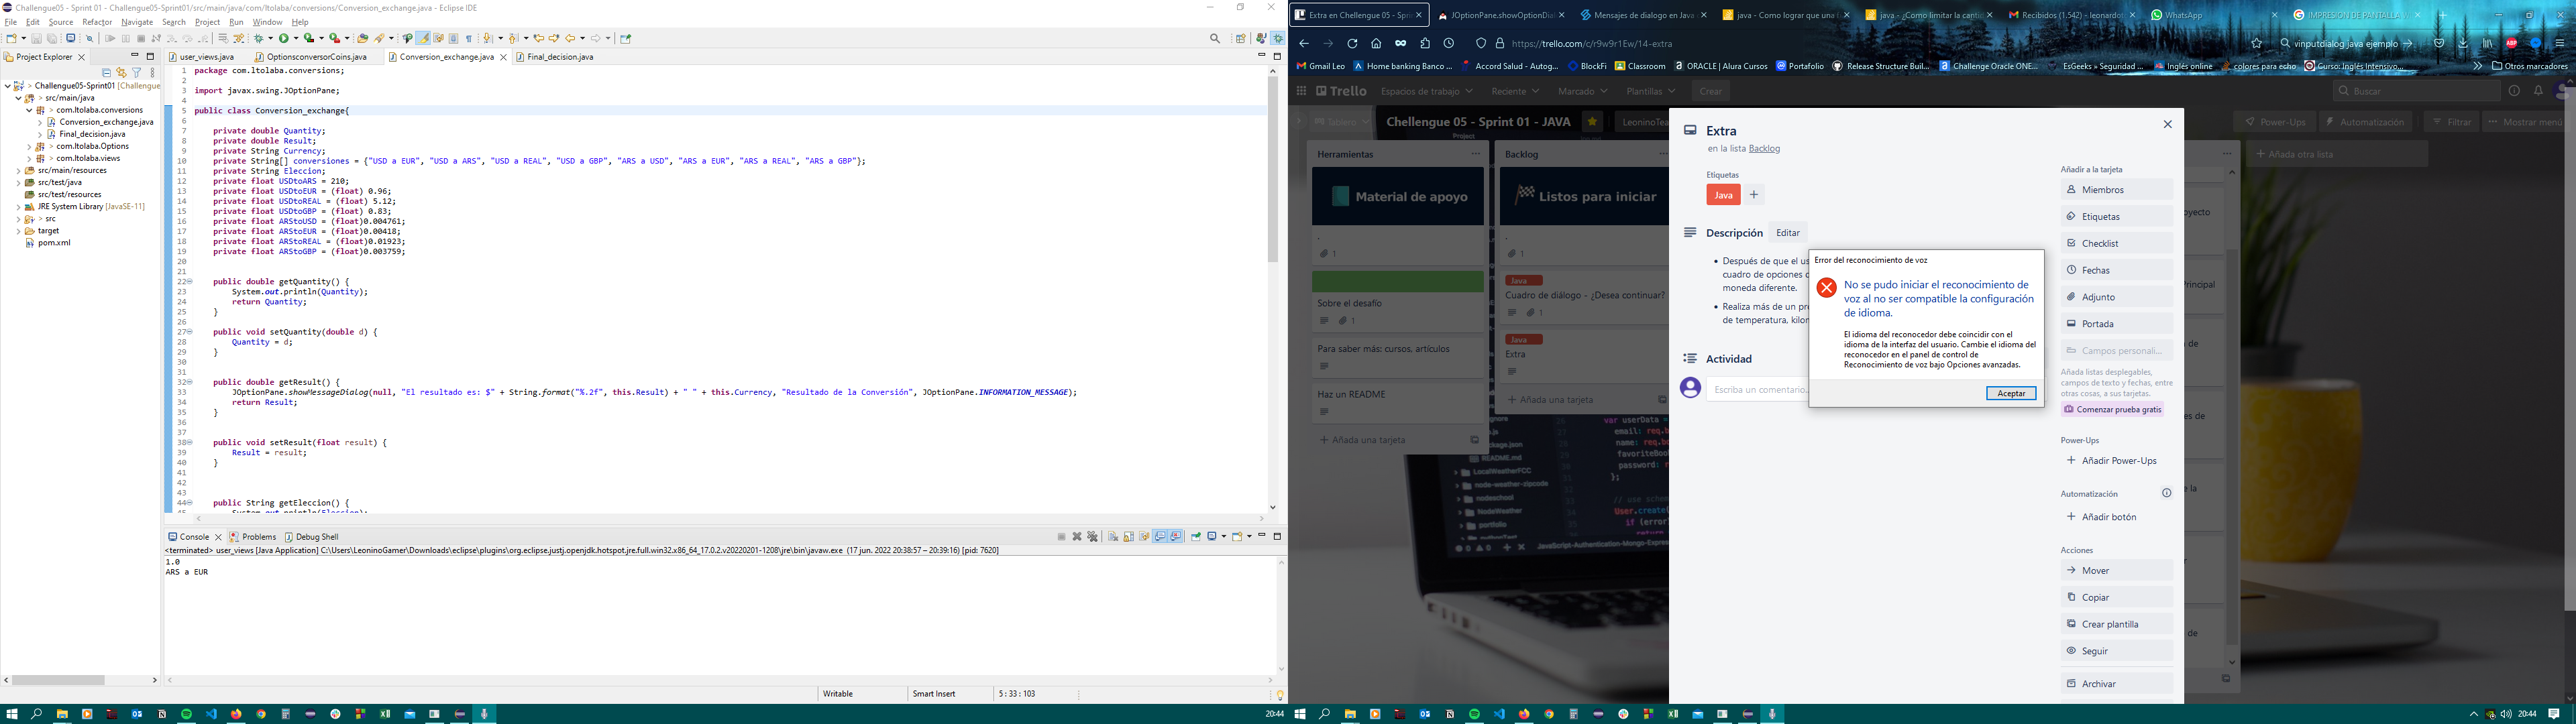 Challengue05 - Sprint 01 - Challengue05-Sprint01/src/main/java/com/ltolaba/conversions/Conversion_exchange.java - Eclipse IDE
File Edit Source Refactor Navigate Search Project Run Window Help
Project Explorer
Challengue05-Sprint01 [Challengue
src/main/java
com.ltolaba.conversions
Conversion_exchange.java
Final_decision.java
com.ltolaba.Options
com.ltolaba.views
src/main/resources
src/test/java
src/test/resources
JRE System Library [JavaSE-11]
src
target
pom.xml
user_views.java OptionsconversorCoins.java Conversion_exchange.java Final_decision.java
1 package com.ltolaba.conversions;
2
3 import javax.swing.JOptionPane;
4
5 public class Conversion_exchange{
6
7 private double Quantity;
8 private double Result;
9 private String Currency;
10 private String[] conversiones = {"USD a EUR", "USD a ARS", "USD a REAL", "USD a GBP", "ARS a USD", "ARS a EUR", "ARS a REAL", "ARS a GBP"};
11 private String Eleccion;
12 private float USDtoARS = 210;
13 private float USDtoEUR = (float) 0.96;
14 private float USDtoREAL = (float) 5.12;
15 private float USDtoGBP = (float) 0.83;
16 private float ARStoUSD = (float)0.004761;
17 private float ARStoEUR = (float)0.00418;
18 private float ARStoREAL = (float)0.01923;
19 private float ARStoGBP = (float)0.003759;
20
21
22 public double getQuantity() {
23 System.out.println(Quantity);
24 return Quantity;
25 }
26
27 public void setQuantity(double d) {
28 Quantity = d;
29 }
30
31
32 public double getResult() {
33 JOptionPane.showMessageDialog(null, "El resultado es: $" + String.format("%.2f", this.Result) + " " + this.Currency, "Resultado de la Conversión", JOptionPane.INFORMATION_MESSAGE);
34 return Result;
35 }
36
37
38 public void setResult(float result) {
39 Result = result;
40 }
41
42
43
44 public String getEleccion() {
45 System.out.println(Eleccion);
Console Problems Debug Shell
<terminated> user_views [Java Application] C:\Users\LeoninoGamer\Downloads\eclipse\plugins\org.eclipse.justj.openjdk.hotspot.jre.full.win32.x86_64_17.0.2.v20220201-1208\jre\bin\javaw.exe (17 jun. 2022 20:38:57 – 20:39:16) [pid: 7620]
1.0
ARS a EUR
Writable Smart Insert 5 : 33 : 103
20:44
Extra en Chellengue 05 - Sprin JOptionPane.showOptionDial Mensajes de dialogo en Java java - Como lograr que una f java - ¿Como limitar la cantid Recibidos (1.542) - leonardot WhatsApp IMPRESION DE PANTALLA
https://trello.com/c/r9w9r1Ew/14-extra
vinputdialog java ejemplo
Gmail Leo Home banking Banco ... Accord Salud - Autog... BlockFi Classroom ORACLE | Alura Cursos Portafolio Release Structure Buil... Challenge Oracle ONE... EsGeeks » Seguridad ... Inglés online colores para echo Curso: Inglés Intensivo... Otros marcadores
Trello Espacios de trabajo Reciente Marcado Plantillas Crear Buscar
Tablero Chellengue 05 - Sprint 01 - JAVA Power-Ups Automatización Filtrar Mostrar menú
Herramientas
Material de apoyo
.
1
Sobre el desafío
1
Para saber más: cursos, artículos
Haz un README
Añada una tarjeta
Backlog
Listos para iniciar
.
1
Java
Cuadro de diálogo - ¿Desea continuar?
1
Java
Extra
Añada una tarjeta
Añada otra lista
Extra
en la lista Backlog
Etiquetas
Java
Descripción Editar
Después de que el us
cuadro de opciones
moneda diferente.
Realiza más de un pr
de temperatura, kilo
Actividad
Escriba un comentario...
Error del reconocimiento de voz
No se pudo iniciar el reconocimiento de
voz al no ser compatible la configuración
de idioma.
El idioma del reconocedor debe coincidir con el
idioma de la interfaz del usuario. Cambie el idioma del
reconocedor en el panel de control de
Reconocimiento de voz bajo Opciones avanzadas.
Aceptar
Añadir a la tarjeta
Miembros
Etiquetas
Checklist
Fechas
Adjunto
Portada
Campos personali...
Añada listas desplegables,
campos de texto y fechas, entre
otras cosas, a sus tarjetas.
Comenzar prueba gratis
Power-Ups
Añadir Power-Ups
Automatización
Añadir botón
Acciones
Mover
Copiar
Crear plantilla
Seguir
Archivar
20:44